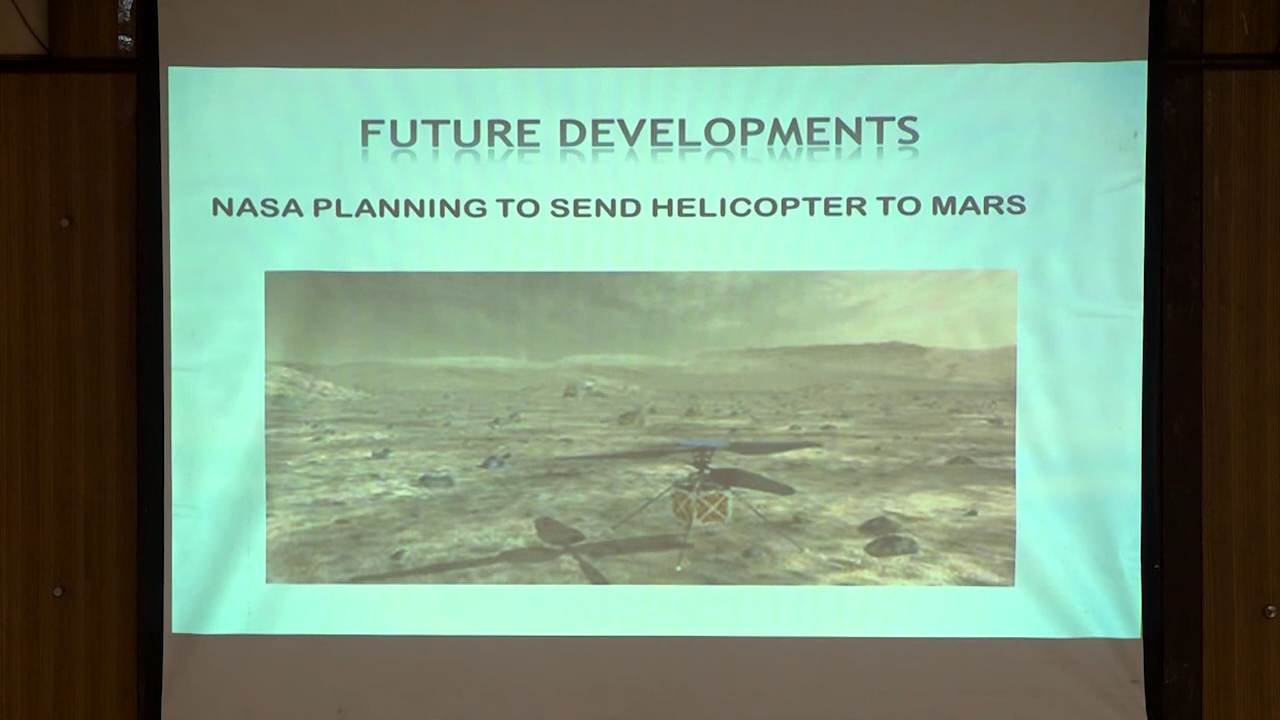 FUTURE DEVELOPMENTS
NASA PLANNING TO SEND HELICOPTER TO MARS